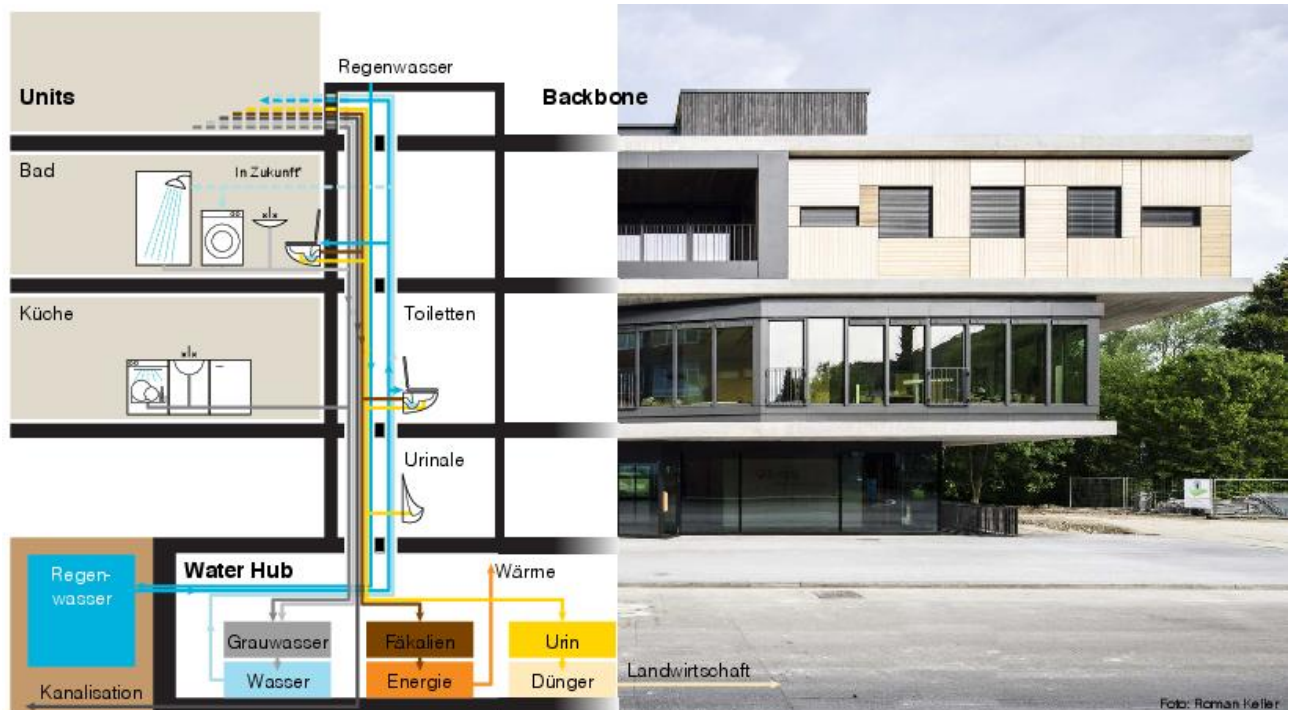 Regenwasser
Units
Backbone
Bad
In Zukunft
Küche
Toiletten
Urinale
Regen-
wasser
Water Hub
Wärme
Grauwasser
Fäkalien
Urin
Wasser
Energie
Dünger
Landwirtschaft
Kanalisation
Foto: Roman Keller